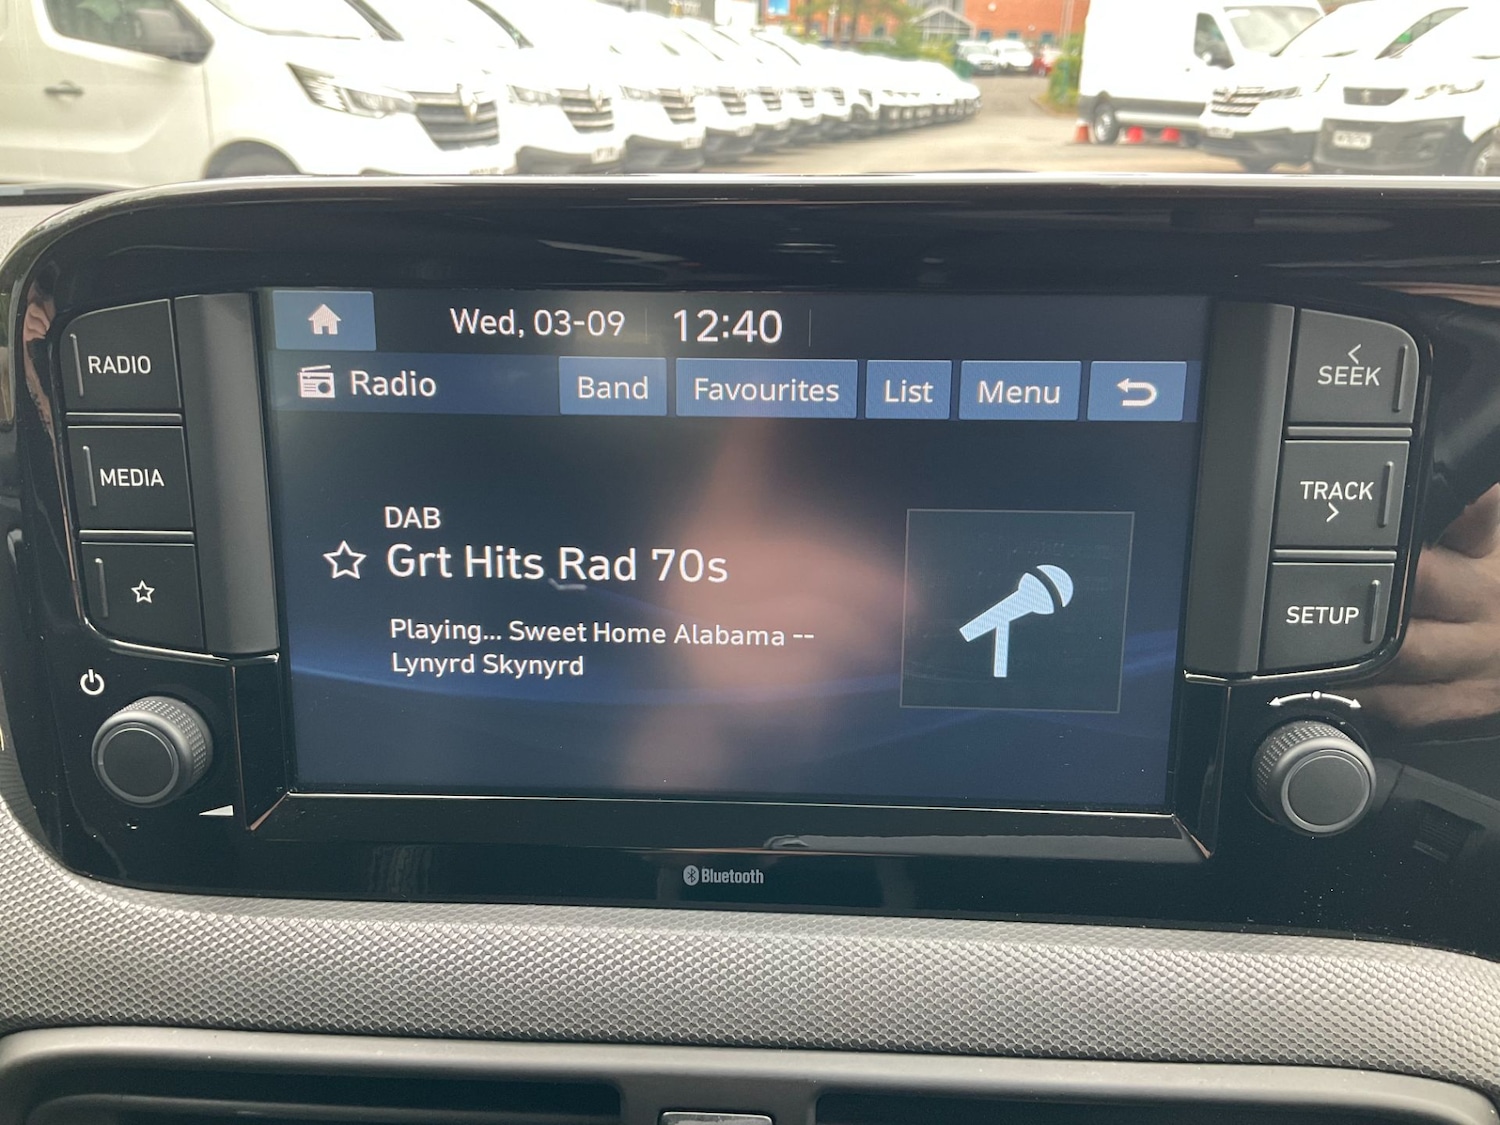 Wed, 03-09 12:40
Radio Band Favourites List Menu
DAB
Grt Hits Rad 70s
Playing... Sweet Home Alabama --
Lynyrd Skynyrd
RADIO
MEDIA
< SEEK
TRACK >
SETUP
Bluetooth